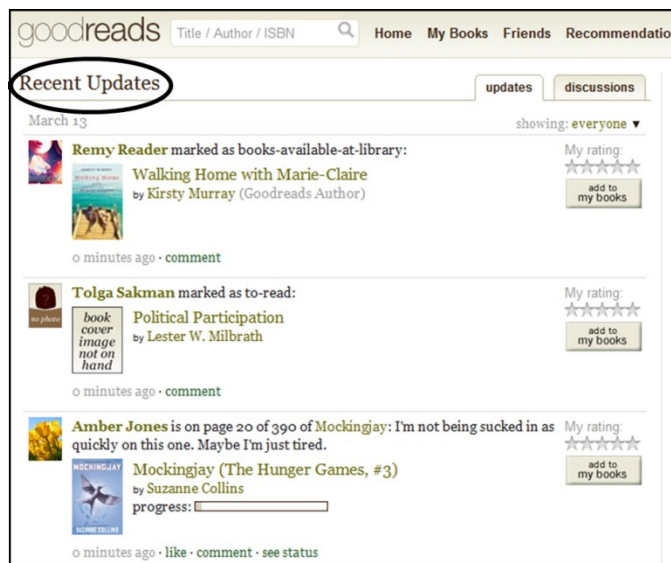 goodreads Title / Author / ISBN Home My Books Friends Recommendatio
Recent Updates updates discussions
March 13 showing: everyone ▼
Remy Reader marked as books-available-at-library: My rating:
Walking Home with Marie-Claire
by Kirsty Murray (Goodreads Author)
add to
my books
0 minutes ago · comment
Tolga Sakman marked as to-read: My rating:
no photo
book
cover
image
not on
hand
Political Participation
by Lester W. Milbrath
add to
my books
0 minutes ago · comment
Amber Jones is on page 20 of 390 of Mockingjay: I'm not being sucked in as My rating:
quickly on this one. Maybe I'm just tired.
MOCKINGJAY
SUZANNE COLLINS
Mockingjay (The Hunger Games, #3)
by Suzanne Collins
progress:
add to
my books
0 minutes ago · like · comment · see status